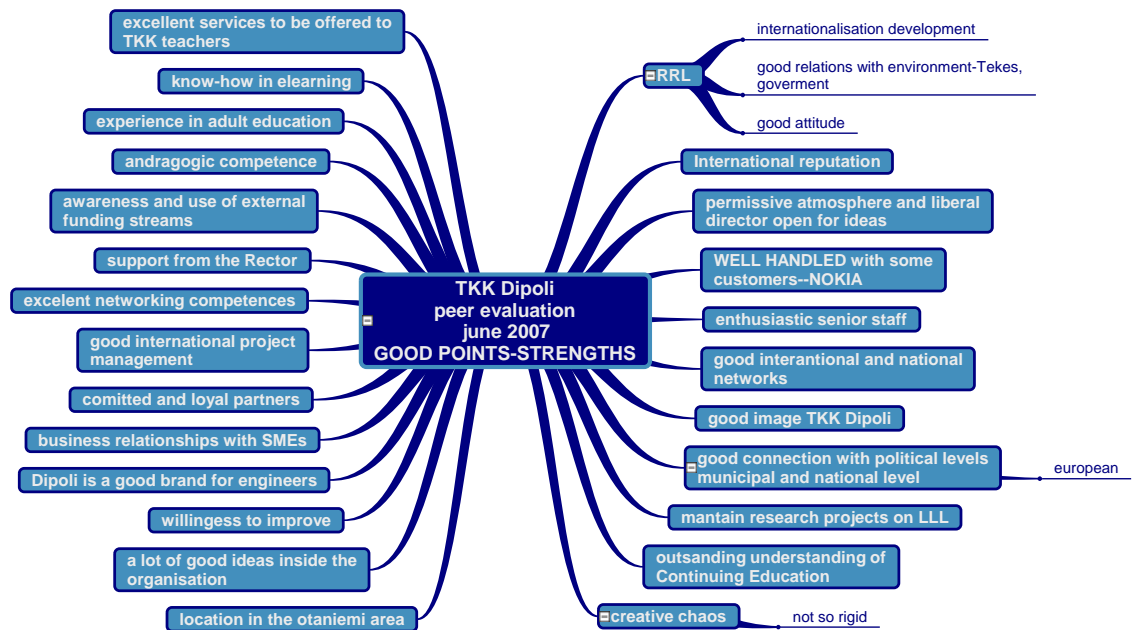 TKK Dipoli
peer evaluation
june 2007
GOOD POINTS-STRENGTHS
excellent services to be offered to
TKK teachers
know-how in elearning
experience in adult education
andragogic competence
awareness and use of external
funding streams
support from the Rector
excelent networking competences
good international project
management
comitted and loyal partners
business relationships with SMEs
Dipoli is a good brand for engineers
willingess to improve
a lot of good ideas inside the
organisation
location in the otaniemi area
RRL
internationalisation development
good relations with environment-Tekes,
goverment
good attitude
International reputation
permissive atmosphere and liberal
director open for ideas
WELL HANDLED with some
customers--NOKIA
enthusiastic senior staff
good interantional and national
networks
good image TKK Dipoli
good connection with political levels
municipal and national level
european
mantain research projects on LLL
outsanding understanding of
Continuing Education
creative chaos
not so rigid